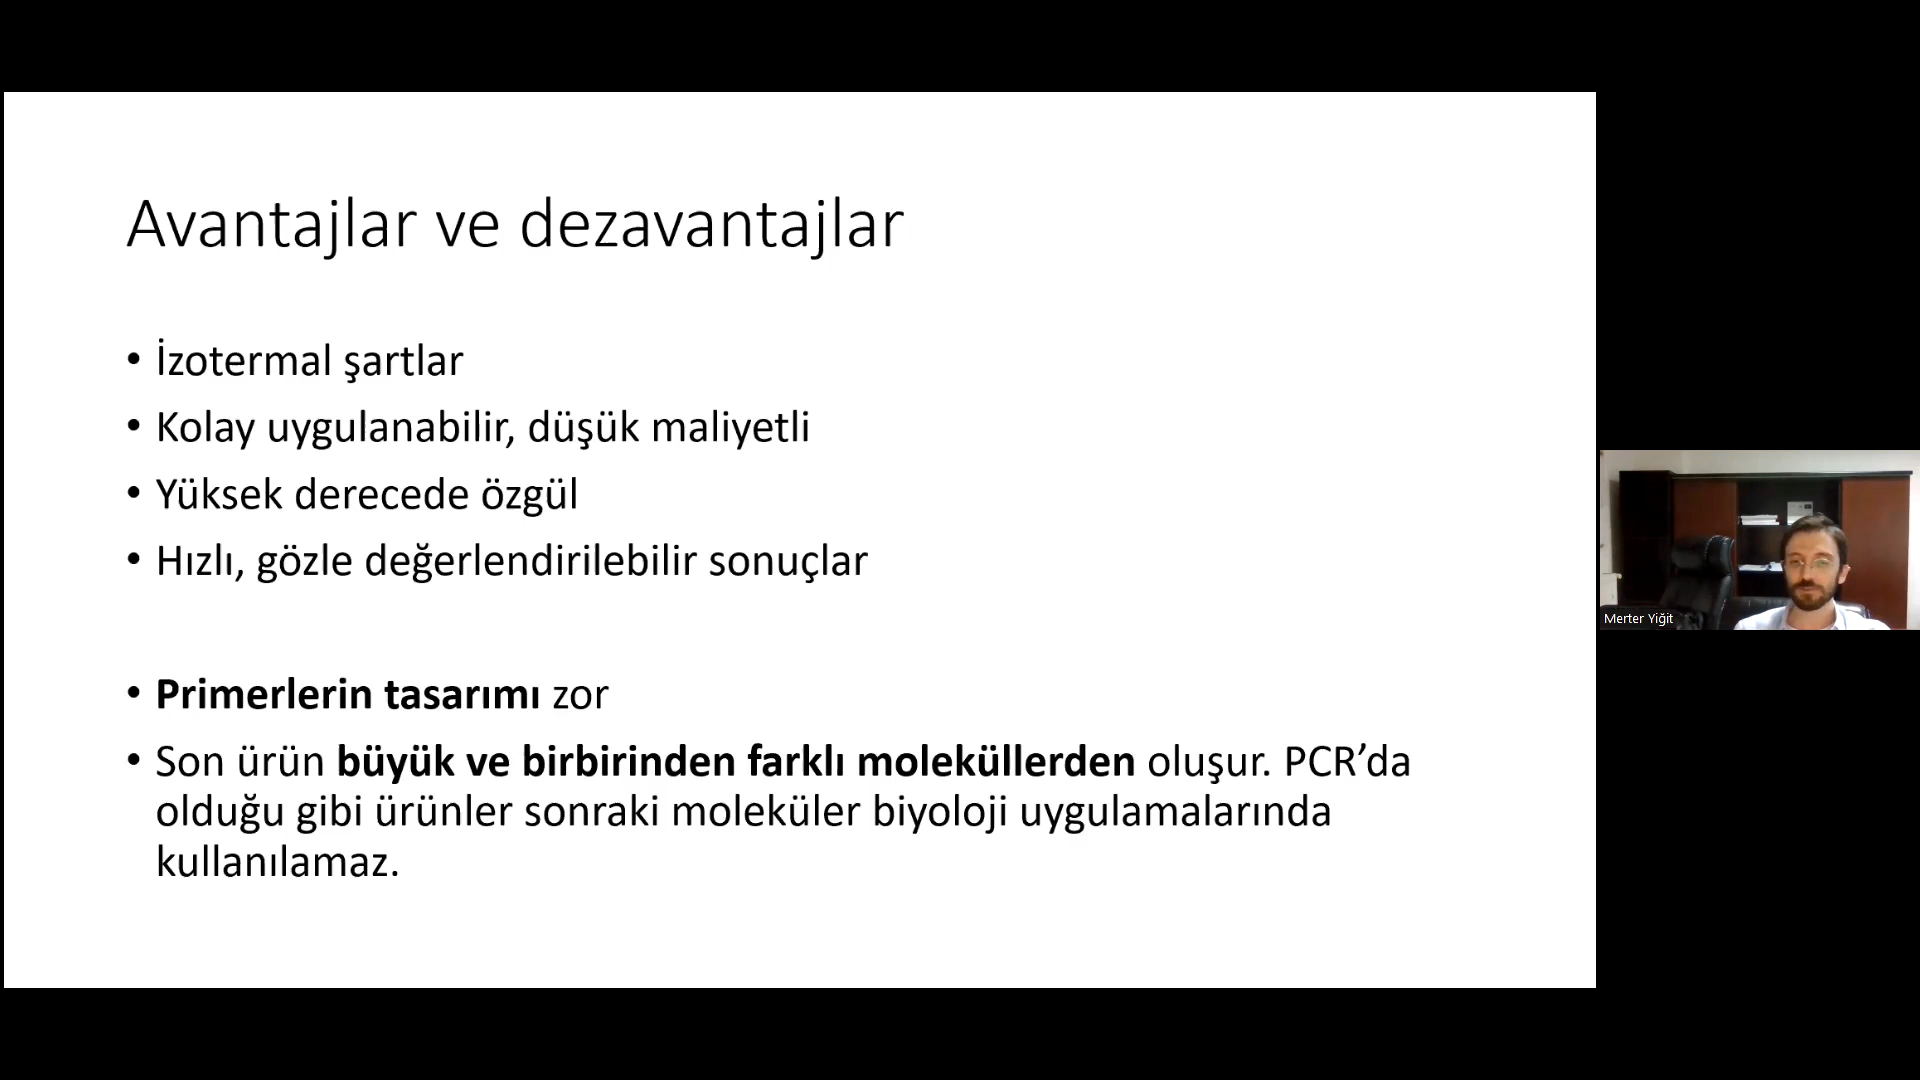 Avantajlar ve dezavantajlar
• İzotermal şartlar
• Kolay uygulanabilir, düşük maliyetli
• Yüksek derecede özgül
• Hızlı, gözle değerlendirilebilir sonuçlar
• Primerlerin tasarımı zor
• Son ürün büyük ve birbirinden farklı moleküllerden oluşur. PCR’da
olduğu gibi ürünler sonraki moleküler biyoloji uygulamalarında
kullanılamaz.
Merter Yiğit